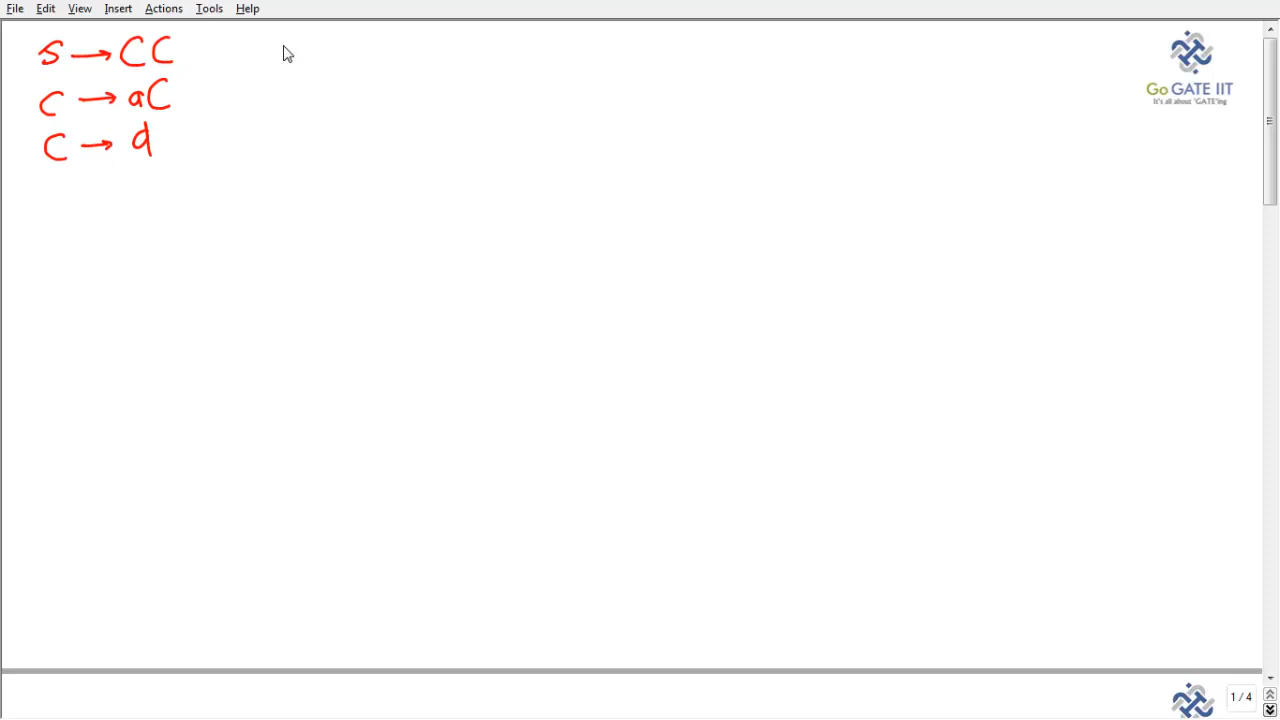 File Edit View Insert Actions Tools Help
S → CC
C → aC
C → d
Go GATE IIT
It's all about 'GATE'ing
1 / 4